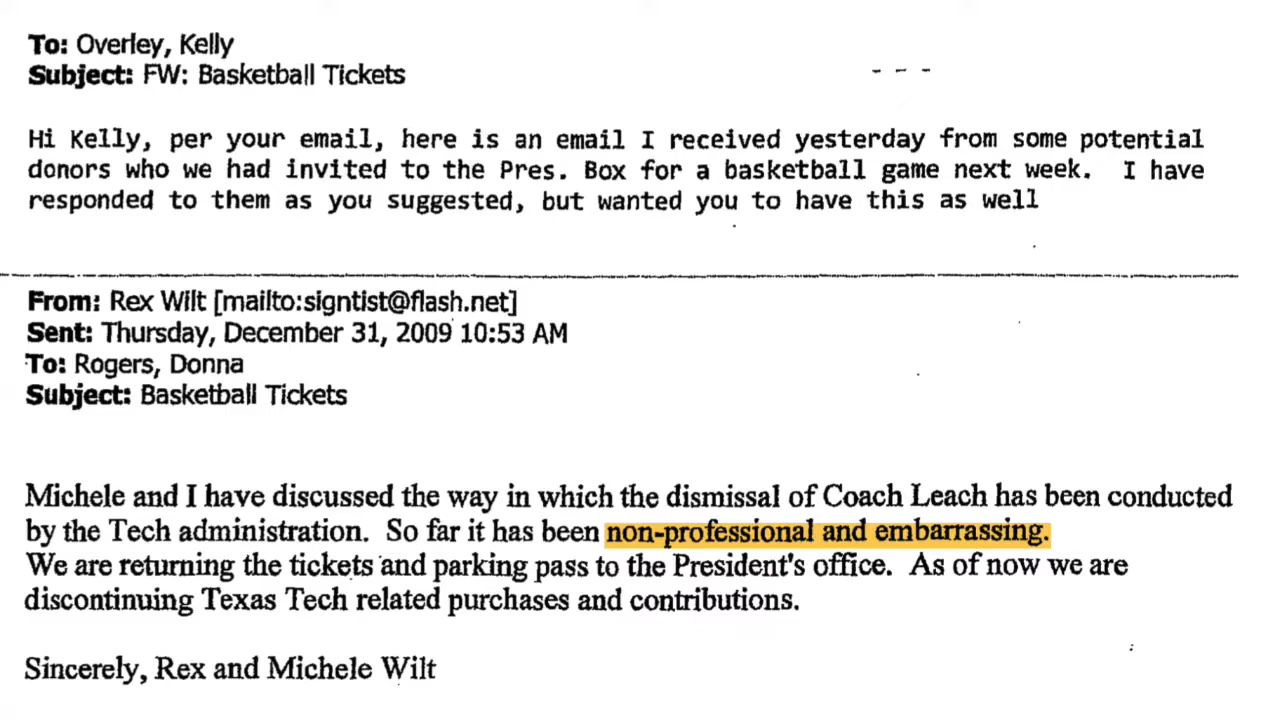 To: Overley, Kelly
Subject: FW: Basketball Tickets
Hi Kelly, per your email, here is an email I received yesterday from some potential
donors who we had invited to the Pres. Box for a basketball game next week. I have
responded to them as you suggested, but wanted you to have this as well
From: Rex Wilt [mailto:signtist@flash.net]
Sent: Thursday, December 31, 2009 10:53 AM
To: Rogers, Donna
Subject: Basketball Tickets
Michele and I have discussed the way in which the dismissal of Coach Leach has been conducted
by the Tech administration. So far it has been non-professional and embarrassing.
We are returning the tickets and parking pass to the President's office. As of now we are
discontinuing Texas Tech related purchases and contributions.
Sincerely, Rex and Michele Wilt